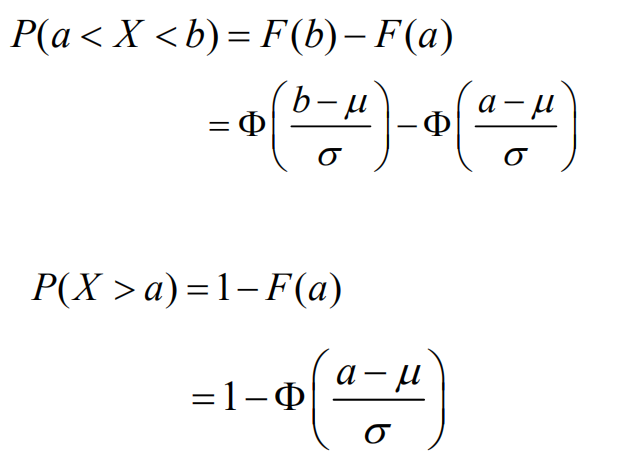 P(a < X < b) = F(b) − F(a)
= Φ((b − μ)/σ) − Φ((a − μ)/σ)
P(X > a) = 1 − F(a)
= 1 − Φ((a − μ)/σ)